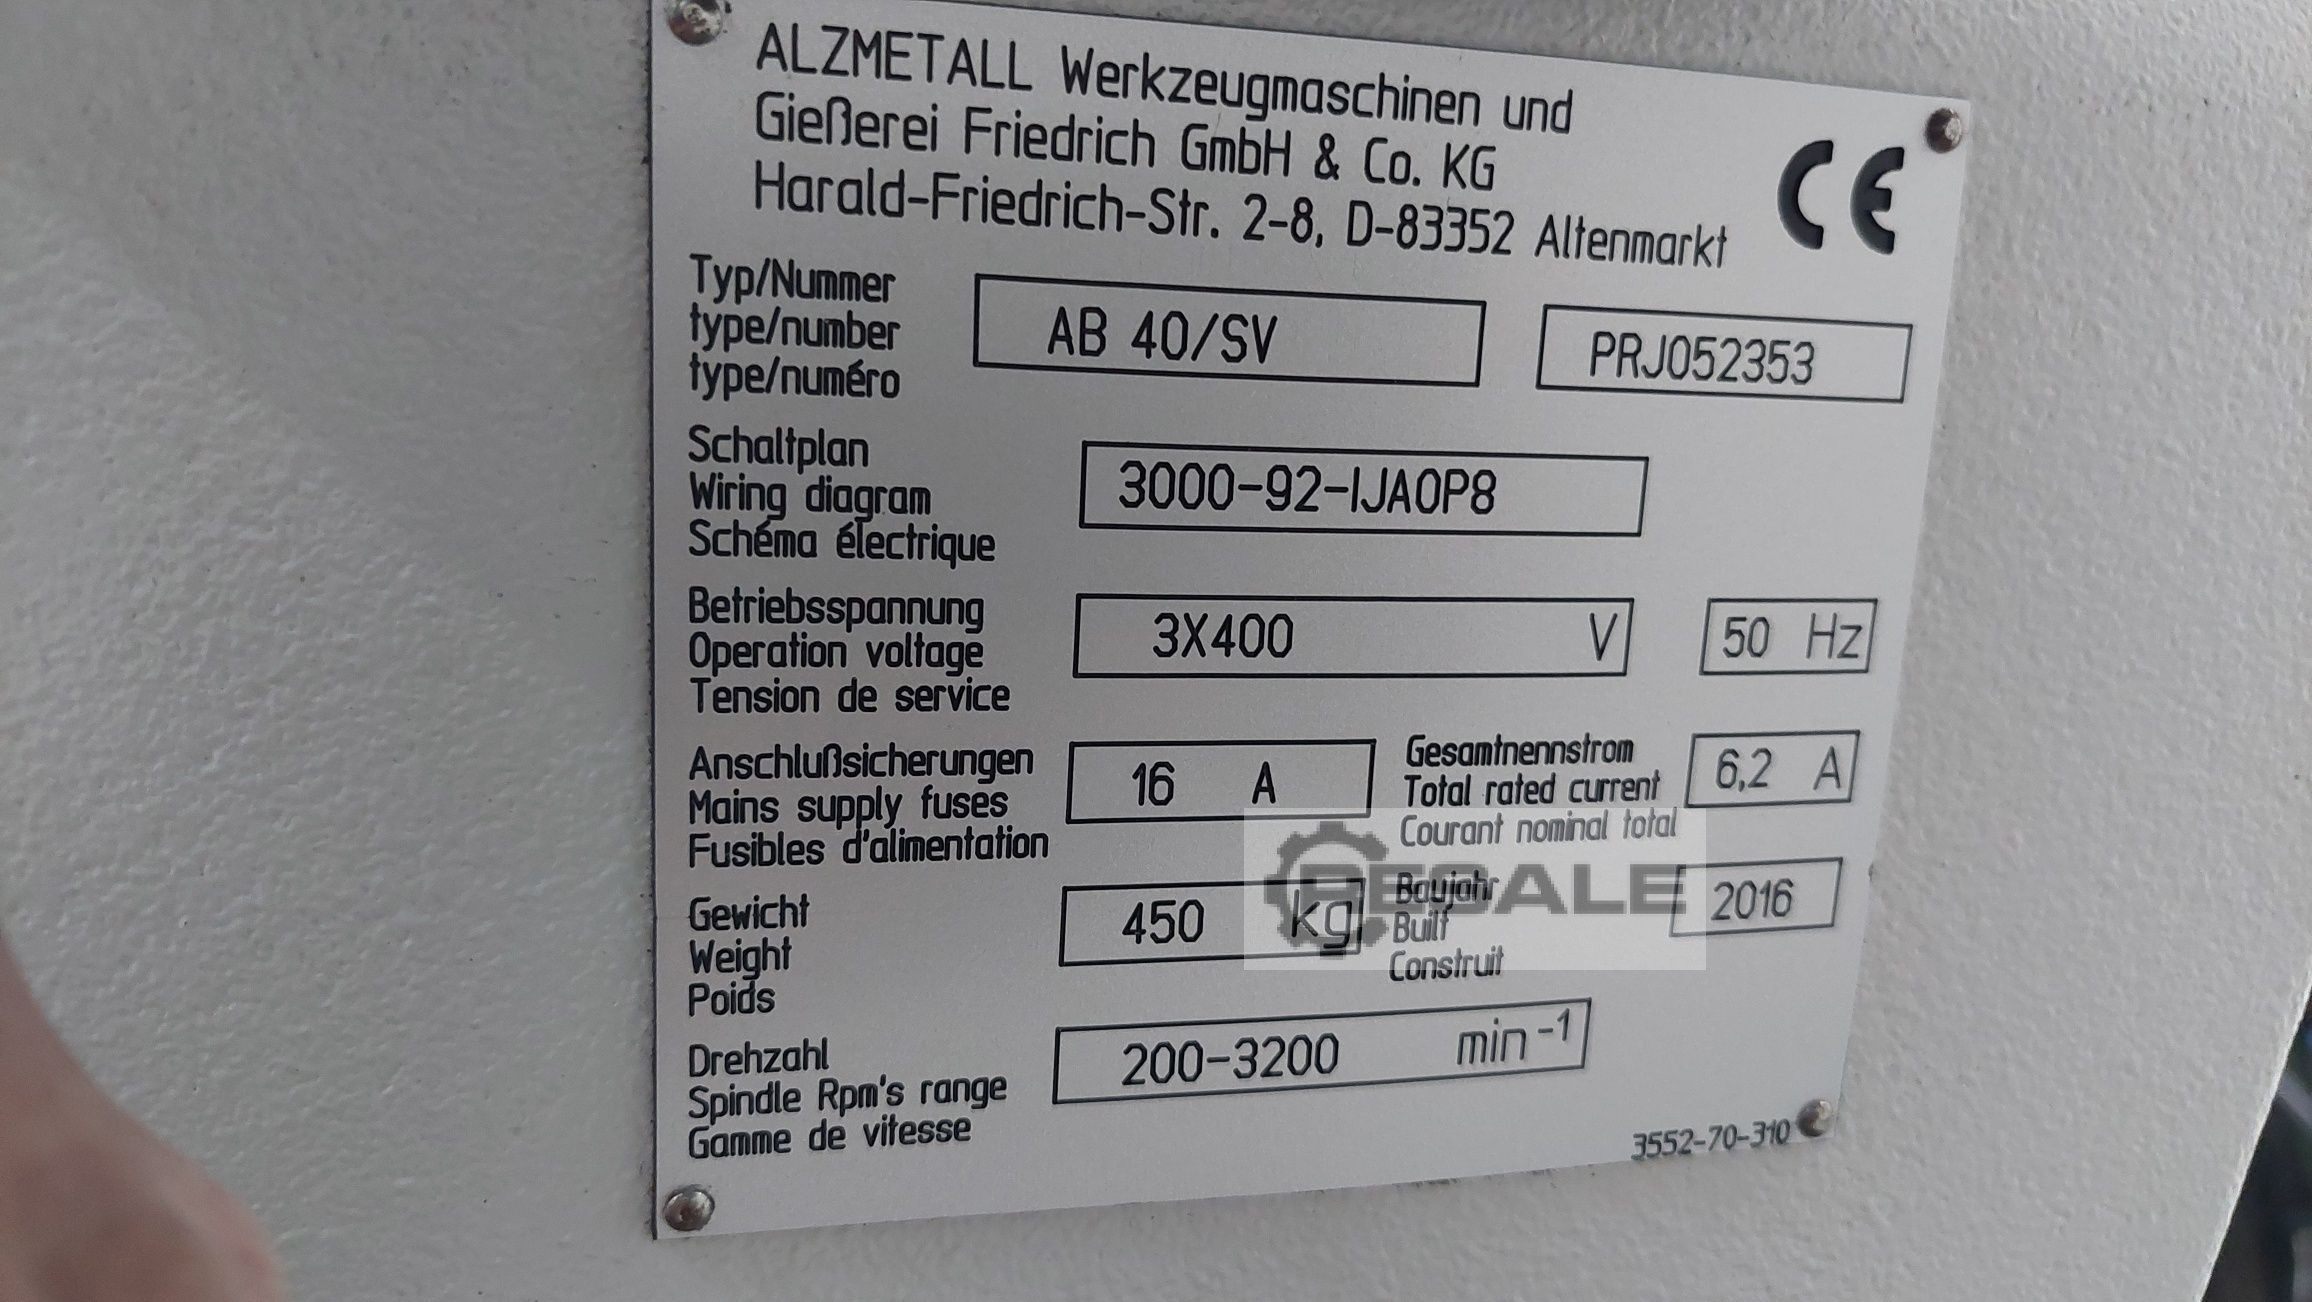 ALZMETALL Werkzeugmaschinen und
Gießerei Friedrich GmbH & Co. KG
Harald-Friedrich-Str. 2-8, D-83352 Altenmarkt
CE
Typ/Nummer
type/number
type/numéro
AB 40/SV
PRJ052353
Schaltplan
Wiring diagram
Schéma électrique
3000-92-IJA0P8
Betriebsspannung
Operation voltage
Tension de service
3X400 V
50 Hz
Anschlußsicherungen
Mains supply fuses
Fusibles d'alimentation
16 A
Gesamtnennstrom
Total rated current
Courant nominal total
6,2 A
Gewicht
Weight
Poids
450 kg
Baujahr
Built
Construit
2016
RESALE
Drehzahl
Spindle Rpm's range
Gamme de vitesse
200-3200 min-1
3552-70-310